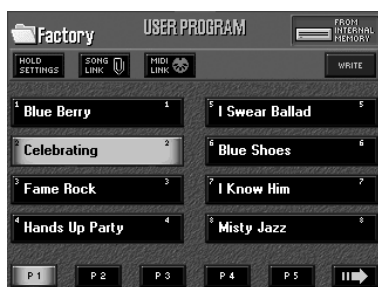 Factory
USER PROGRAM
FROM INTERNAL MEMORY
HOLD SETTINGS
SONG LINK
MIDI LINK
WRITE
1 Blue Berry 1
5 I Swear Ballad 5
2 Celebrating 2
6 Blue Shoes 6
3 Fame Rock 3
7 I Know Him 7
4 Hands Up Party 4
8 Misty Jazz 8
P 1
P 2
P 3
P 4
P 5